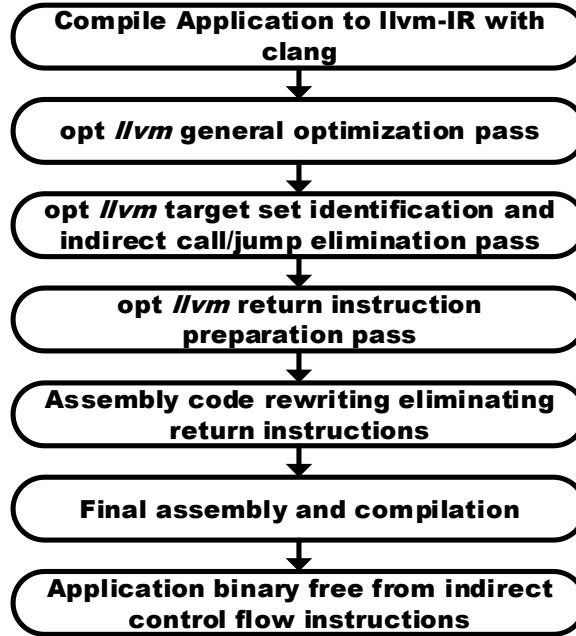 Compile Application to llvm-IR with
clang
opt llvm general optimization pass
opt llvm target set identification and
indirect call/jump elimination pass
opt llvm return instruction
preparation pass
Assembly code rewriting eliminating
return instructions
Final assembly and compilation
Application binary free from indirect
control flow instructions